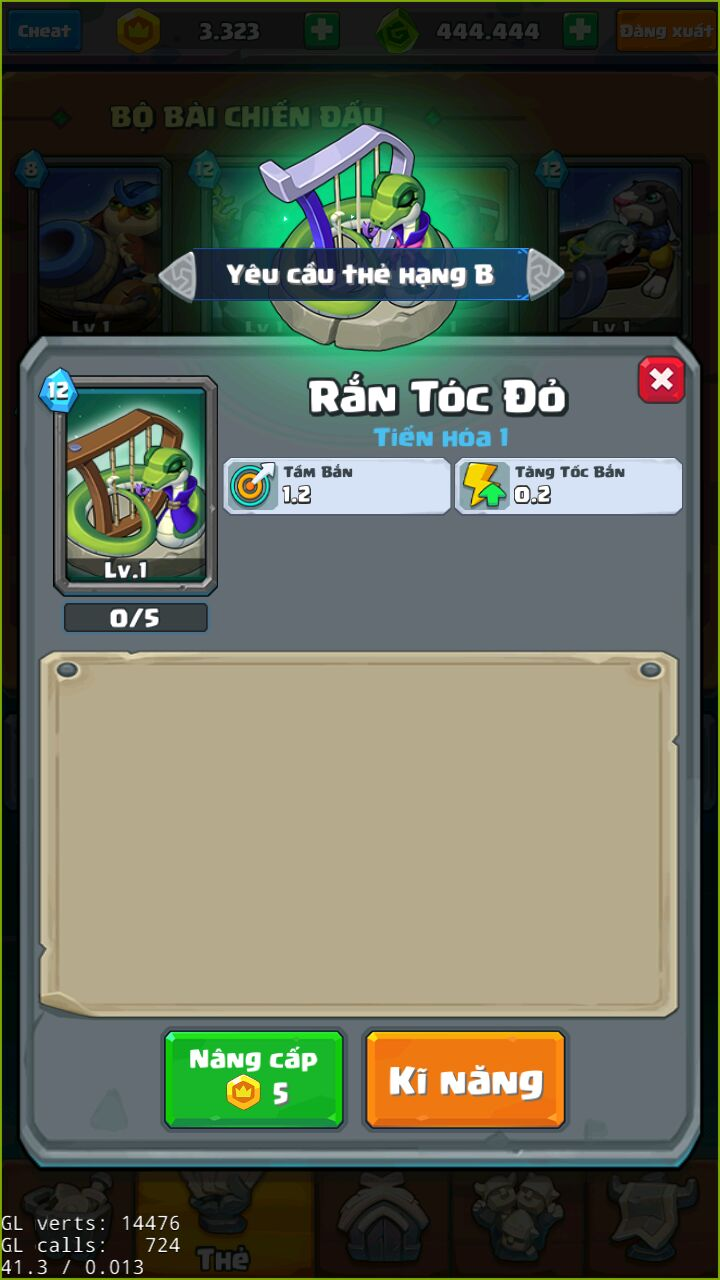 Cheat
3.323
444.444
Đăng xuất
BỘ BÀI CHIẾN ĐẤU
8
12
12
Yêu cầu thẻ hạng B
Lv 1
Lv 1
Lv 1
12
Rắn Tóc Đỏ
Tiến Hóa 1
Tầm Bắn
1.2
Tăng Tốc Bắn
0.2
Lv.1
0/5
Nâng cấp
5
Kĩ năng
Thẻ
GL verts: 14476
GL calls: 724
41.3 / 0.013